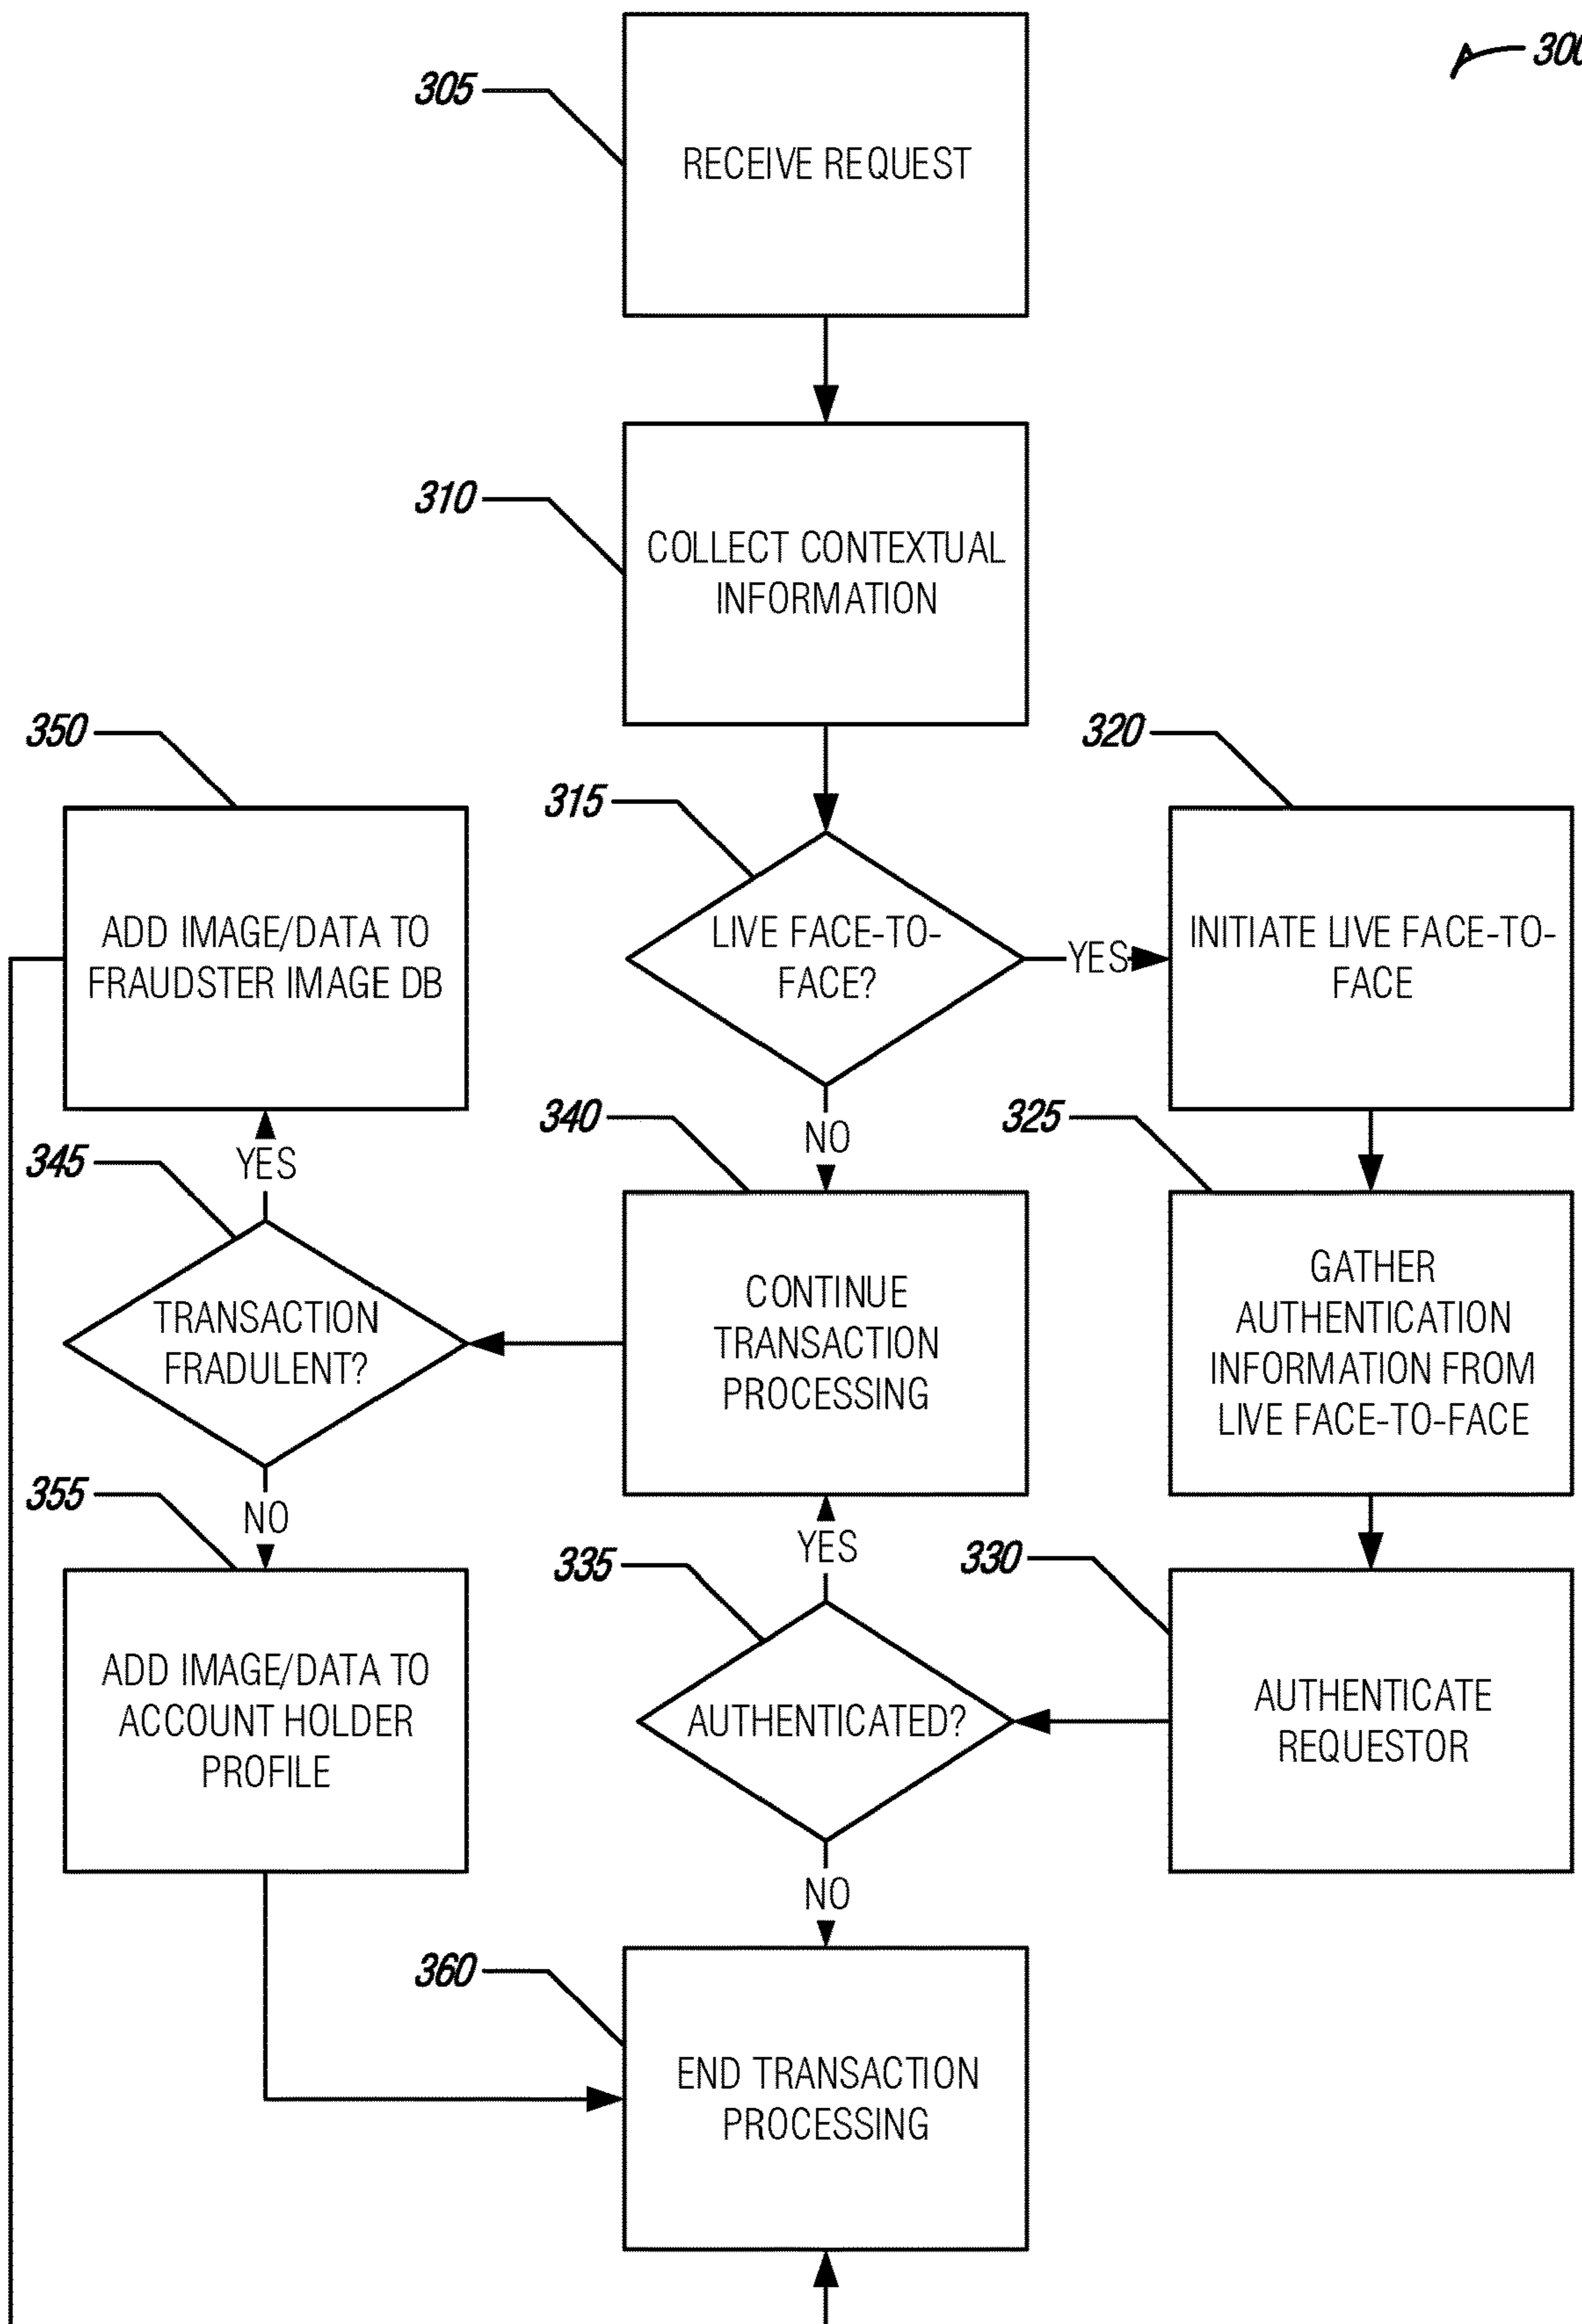 300
305
RECEIVE REQUEST
310
COLLECT CONTEXTUAL
INFORMATION
350
320
315
ADD IMAGE/DATA TO
FRAUDSTER IMAGE DB
LIVE FACE-TO-
FACE?
YES
INITIATE LIVE FACE-TO-
FACE
340
325
NO
345
YES
TRANSACTION
FRADULENT?
CONTINUE
TRANSACTION
PROCESSING
GATHER
AUTHENTICATION
INFORMATION FROM
LIVE FACE-TO-FACE
355
NO
335
YES
330
ADD IMAGE/DATA TO
ACCOUNT HOLDER
PROFILE
AUTHENTICATED?
AUTHENTICATE
REQUESTOR
NO
360
END TRANSACTION
PROCESSING